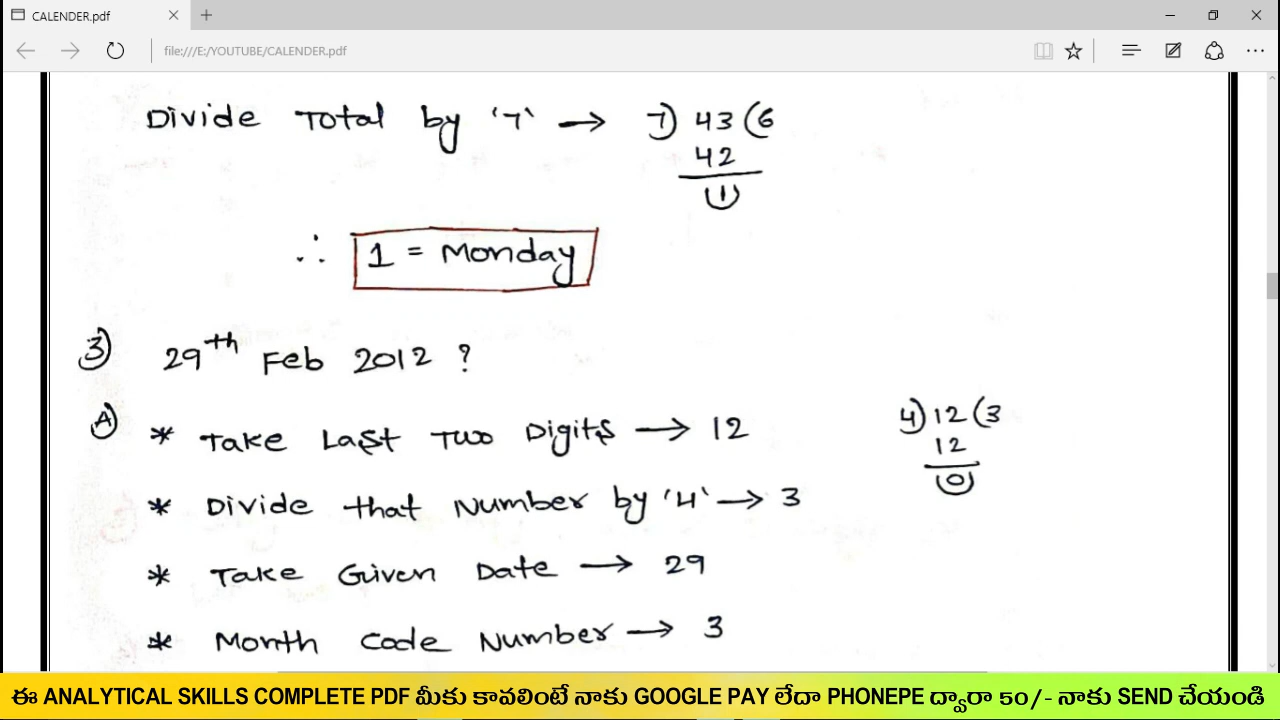 CALENDER.pdf
file:///E:/YOUTUBE/CALENDER.pdf
Divide Total by '7' → 7) 43 (6
42
1
∴ 1 = Monday
3) 29th Feb 2012 ?
A) * Take Last Two Digits → 12
4) 12 (3
12
0
* Divide that Number by '4' → 3
* Take Given Date → 29
* Month Code Number → 3
ఈ ANALYTICAL SKILLS COMPLETE PDF మీకు కావలింటే నాకు GOOGLE PAY లేదా PHONEPE ద్వారా 50/- నాకు SEND చేయండి